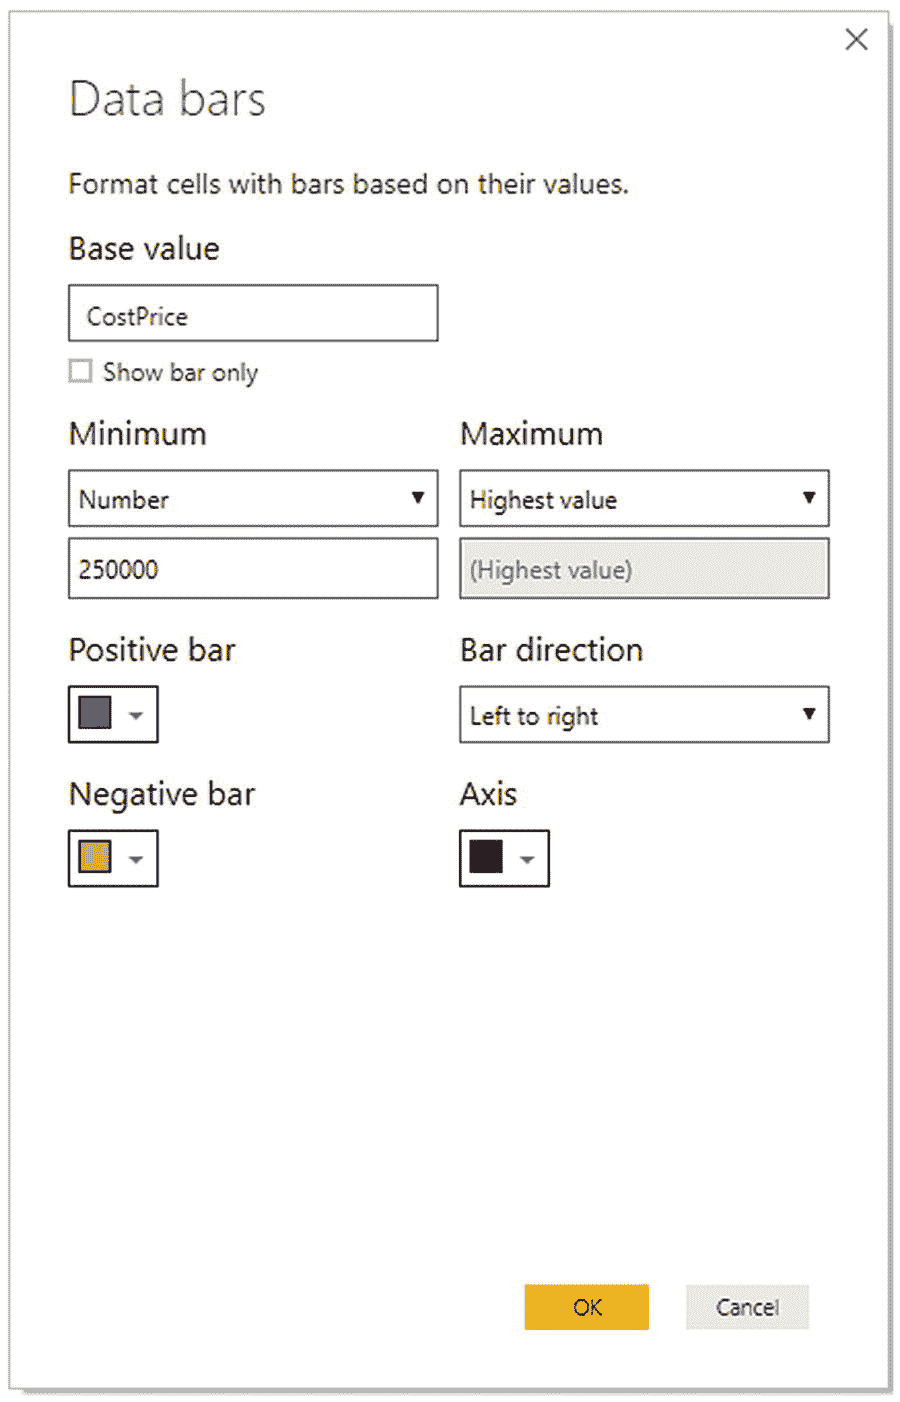 Data bars
Format cells with bars based on their values.
Base value
CostPrice
Show bar only
Minimum
Maximum
Number
Highest value
250000
(Highest value)
Positive bar
Bar direction
Left to right
Negative bar
Axis
OK
Cancel